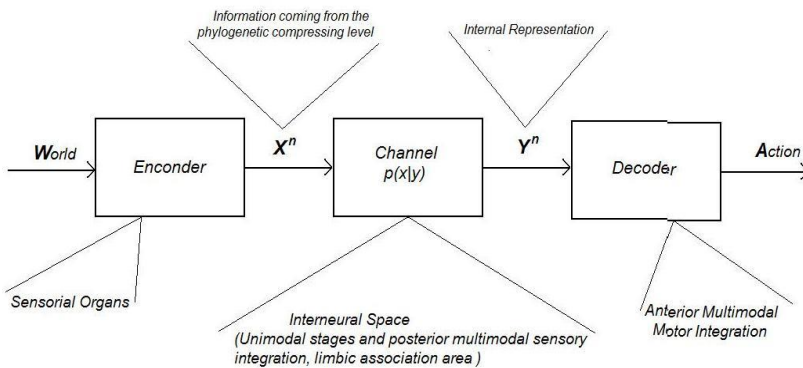 Information coming from the
phylogenetic compressing level
Internal Representation
World
Enconder
X^n
Channel
p(x|y)
Y^n
Decoder
Action
Sensorial Organs
Interneural Space
(Unimodal stages and posterior multimodal sensory
integration, limbic association area )
Anterior Multimodal
Motor Integration